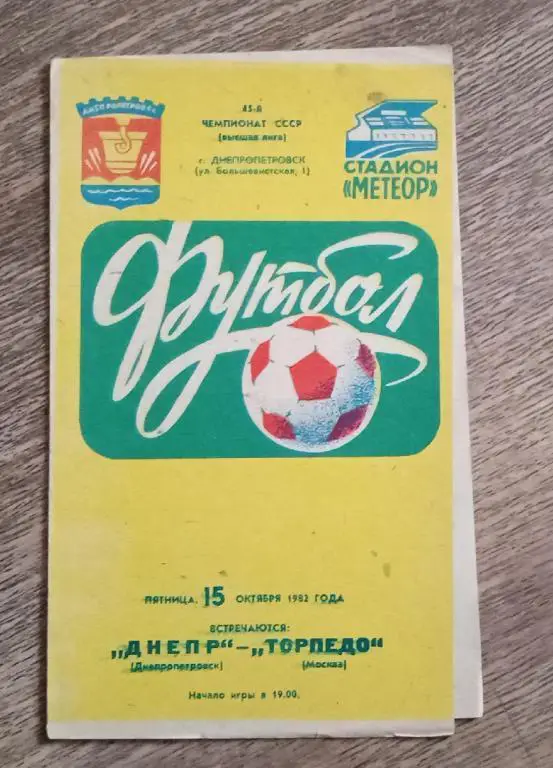 ДНЕПРОПЕТРОВСК
45-й
ЧЕМПИОНАТ СССР
(высшая лига)
г. ДНЕПРОПЕТРОВСК
(ул. Большевистская, 1)
СТАДИОН
«МЕТЕОР»
Футбол
ПЯТНИЦА, 15 ОКТЯБРЯ 1982 ГОДА
ВСТРЕЧАЮТСЯ:
„ДНЕПР“ – „ТОРПЕДО“
(Днепропетровск) (Москва)
Начало игры в 19.00.